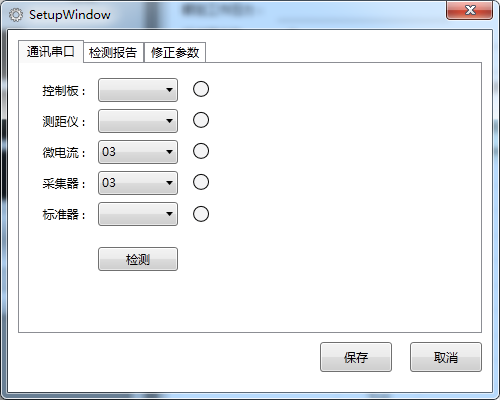 SetupWindow
通讯串口 检测报告 修正参数
控制板：
测距仪：
微电流： 03
采集器： 03
标准器：
检测
保存 取消